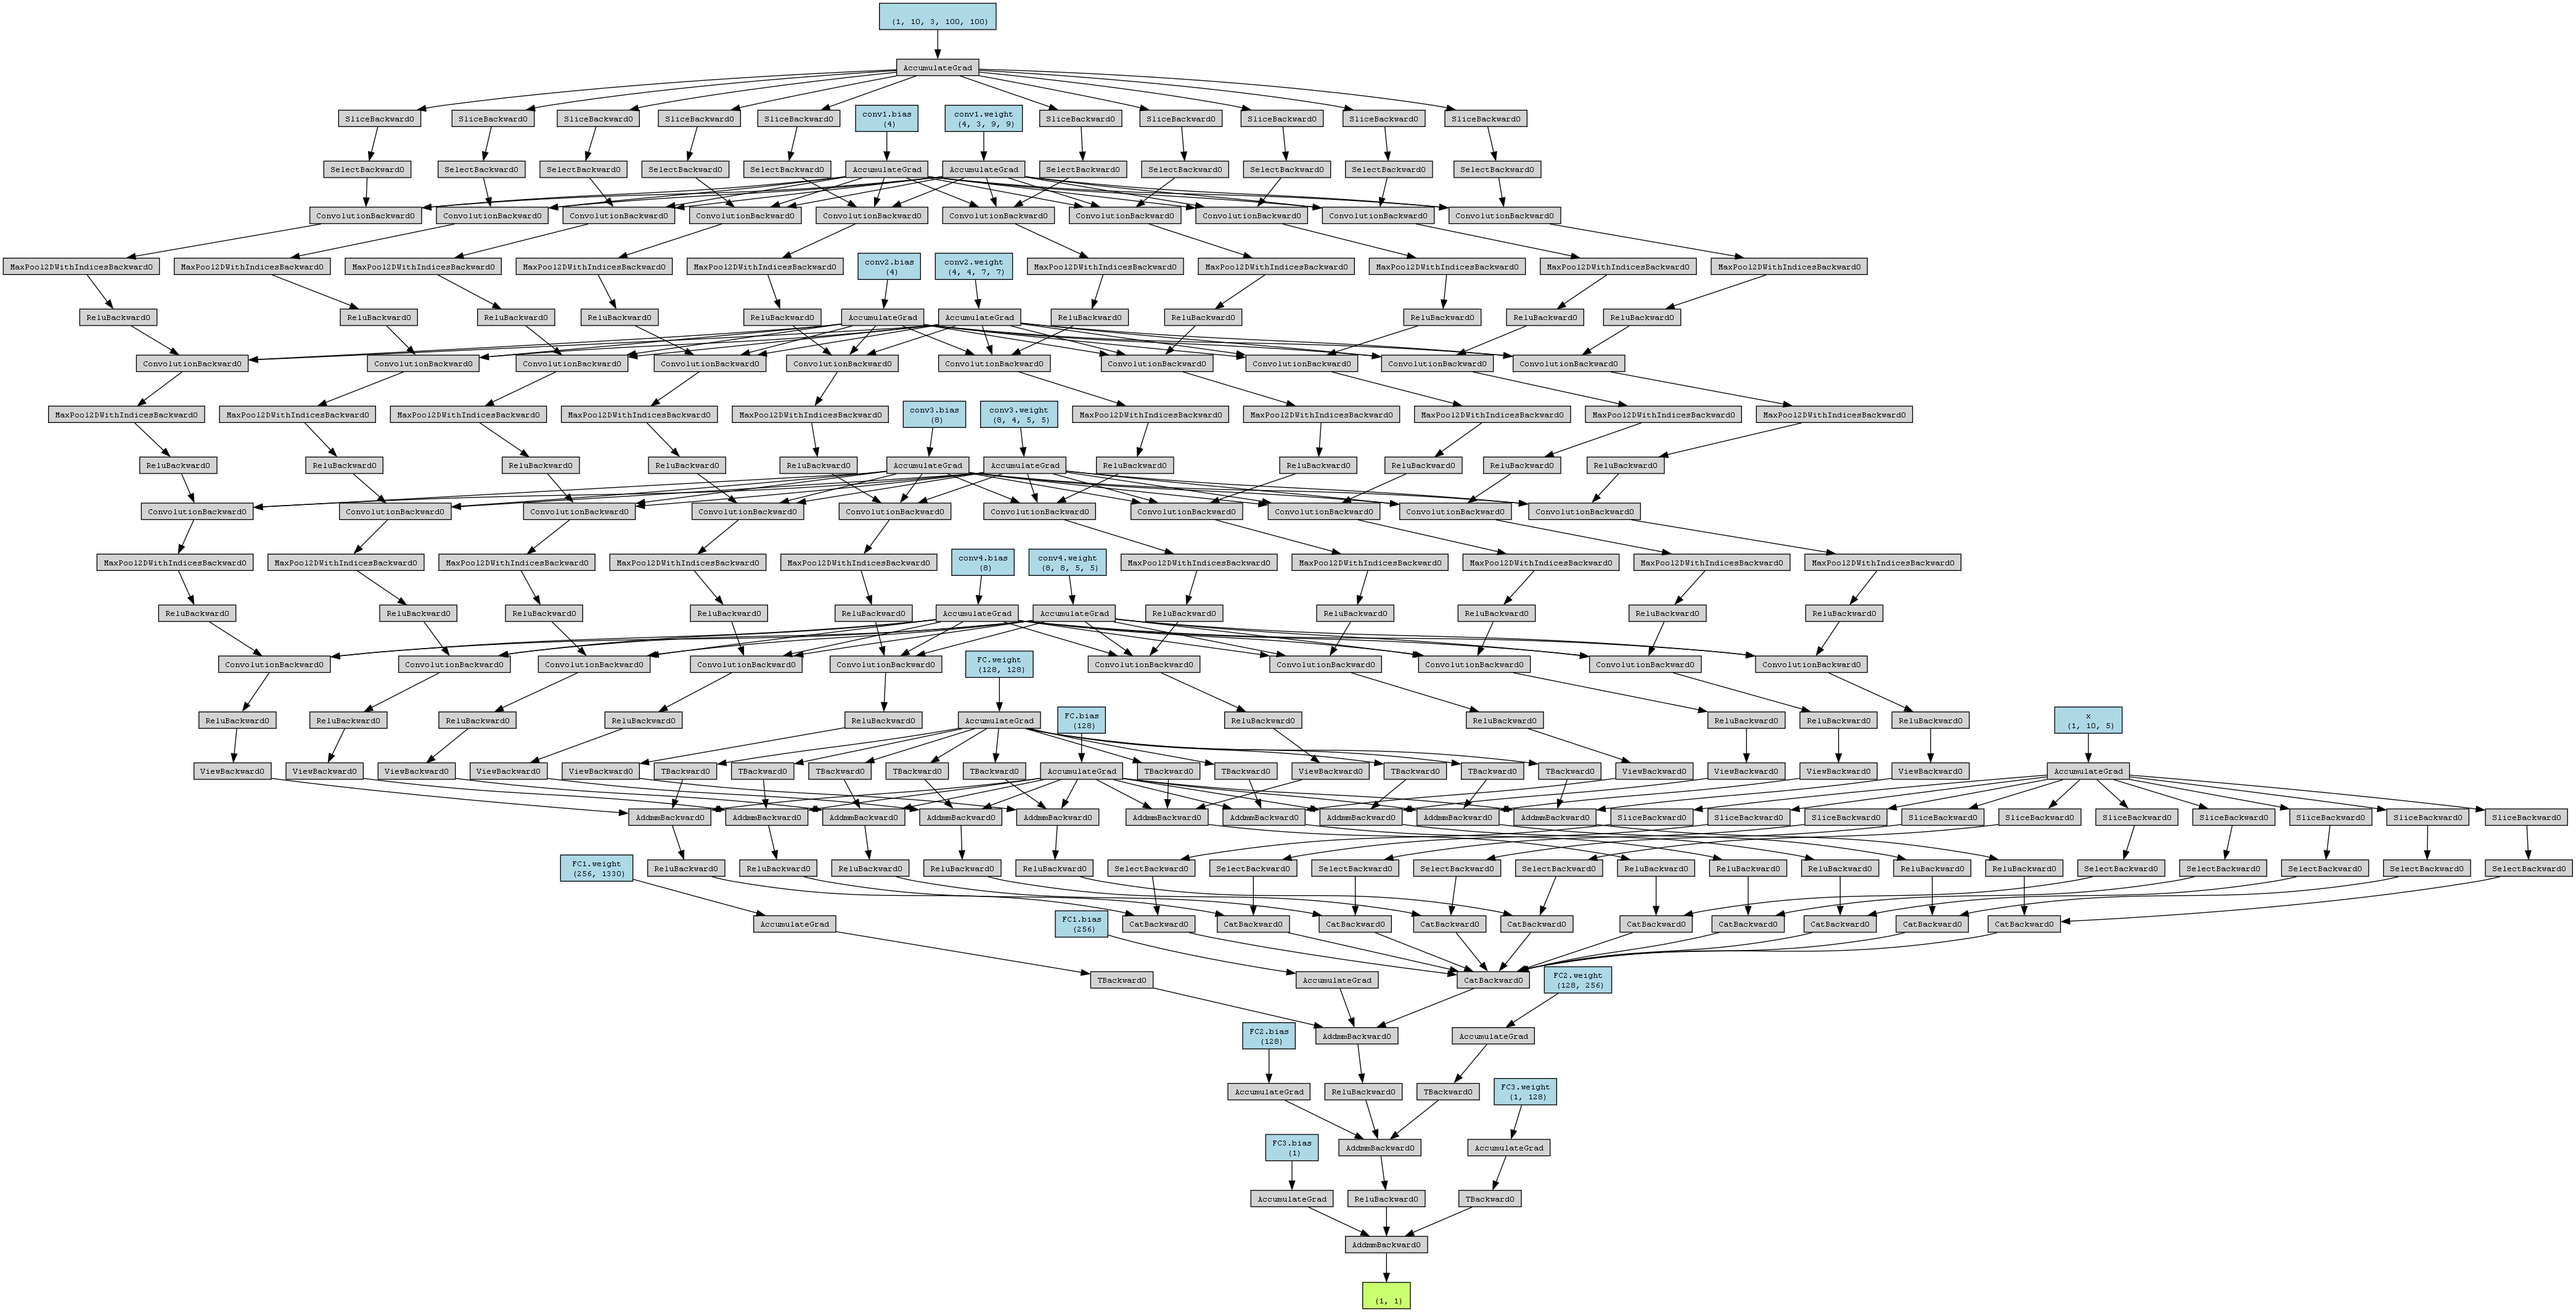 (1, 10, 3, 100, 100)
AccumulateGrad
SliceBackward0 SliceBackward0 SliceBackward0 SliceBackward0 SliceBackward0 conv1.bias conv1.weight SliceBackward0 SliceBackward0 SliceBackward0 SliceBackward0 SliceBackward0
(4) (4, 3, 9, 9)
SelectBackward0 SelectBackward0 SelectBackward0 SelectBackward0 SelectBackward0 AccumulateGrad AccumulateGrad SelectBackward0 SelectBackward0 SelectBackward0 SelectBackward0 SelectBackward0
ConvolutionBackward0 ConvolutionBackward0 ConvolutionBackward0 ConvolutionBackward0 ConvolutionBackward0 ConvolutionBackward0 ConvolutionBackward0 ConvolutionBackward0 ConvolutionBackward0 ConvolutionBackward0
MaxPool2DWithIndicesBackward0 MaxPool2DWithIndicesBackward0 MaxPool2DWithIndicesBackward0 MaxPool2DWithIndicesBackward0 MaxPool2DWithIndicesBackward0 conv2.bias conv2.weight MaxPool2DWithIndicesBackward0 MaxPool2DWithIndicesBackward0 MaxPool2DWithIndicesBackward0 MaxPool2DWithIndicesBackward0 MaxPool2DWithIndicesBackward0
(4) (4, 4, 7, 7)
ReluBackward0 ReluBackward0 ReluBackward0 ReluBackward0 ReluBackward0 AccumulateGrad AccumulateGrad ReluBackward0 ReluBackward0 ReluBackward0 ReluBackward0 ReluBackward0
ConvolutionBackward0 ConvolutionBackward0 ConvolutionBackward0 ConvolutionBackward0 ConvolutionBackward0 ConvolutionBackward0 ConvolutionBackward0 ConvolutionBackward0 ConvolutionBackward0 ConvolutionBackward0
MaxPool2DWithIndicesBackward0 MaxPool2DWithIndicesBackward0 MaxPool2DWithIndicesBackward0 MaxPool2DWithIndicesBackward0 MaxPool2DWithIndicesBackward0 conv3.bias conv3.weight MaxPool2DWithIndicesBackward0 MaxPool2DWithIndicesBackward0 MaxPool2DWithIndicesBackward0 MaxPool2DWithIndicesBackward0 MaxPool2DWithIndicesBackward0
(8) (8, 4, 5, 5)
ReluBackward0 ReluBackward0 ReluBackward0 ReluBackward0 ReluBackward0 AccumulateGrad AccumulateGrad ReluBackward0 ReluBackward0 ReluBackward0 ReluBackward0 ReluBackward0
ConvolutionBackward0 ConvolutionBackward0 ConvolutionBackward0 ConvolutionBackward0 ConvolutionBackward0 ConvolutionBackward0 ConvolutionBackward0 ConvolutionBackward0 ConvolutionBackward0 ConvolutionBackward0
MaxPool2DWithIndicesBackward0 MaxPool2DWithIndicesBackward0 MaxPool2DWithIndicesBackward0 MaxPool2DWithIndicesBackward0 MaxPool2DWithIndicesBackward0 conv4.bias conv4.weight MaxPool2DWithIndicesBackward0 MaxPool2DWithIndicesBackward0 MaxPool2DWithIndicesBackward0 MaxPool2DWithIndicesBackward0 MaxPool2DWithIndicesBackward0
(8) (8, 8, 5, 5)
ReluBackward0 ReluBackward0 ReluBackward0 ReluBackward0 ReluBackward0 AccumulateGrad AccumulateGrad ReluBackward0 ReluBackward0 ReluBackward0 ReluBackward0 ReluBackward0
ConvolutionBackward0 ConvolutionBackward0 ConvolutionBackward0 ConvolutionBackward0 ConvolutionBackward0 FC.weight ConvolutionBackward0 ConvolutionBackward0 ConvolutionBackward0 ConvolutionBackward0 ConvolutionBackward0
(128, 128)
ReluBackward0 ReluBackward0 ReluBackward0 ReluBackward0 ReluBackward0 AccumulateGrad FC.bias ReluBackward0 ReluBackward0 ReluBackward0 ReluBackward0 ReluBackward0 x
(128) (1, 10, 5)
ViewBackward0 ViewBackward0 ViewBackward0 ViewBackward0 ViewBackward0 TBackward0 TBackward0 TBackward0 TBackward0 TBackward0 AccumulateGrad TBackward0 TBackward0 ViewBackward0 TBackward0 TBackward0 TBackward0 ViewBackward0 ViewBackward0 ViewBackward0 ViewBackward0 AccumulateGrad
AddmmBackward0 AddmmBackward0 AddmmBackward0 AddmmBackward0 AddmmBackward0 AddmmBackward0 AddmmBackward0 AddmmBackward0 AddmmBackward0 AddmmBackward0 SliceBackward0 SliceBackward0 SliceBackward0 SliceBackward0 SliceBackward0 SliceBackward0 SliceBackward0 SliceBackward0 SliceBackward0 SliceBackward0
FC1.weight ReluBackward0 ReluBackward0 ReluBackward0 ReluBackward0 ReluBackward0 SelectBackward0 SelectBackward0 SelectBackward0 SelectBackward0 SelectBackward0 ReluBackward0 ReluBackward0 ReluBackward0 ReluBackward0 ReluBackward0 SelectBackward0 SelectBackward0 SelectBackward0 SelectBackward0 SelectBackward0
(256, 1330)
AccumulateGrad FC1.bias CatBackward0 CatBackward0 CatBackward0 CatBackward0 CatBackward0 CatBackward0 CatBackward0 CatBackward0 CatBackward0 CatBackward0
(256)
TBackward0 AccumulateGrad CatBackward0 FC2.weight
(128, 256)
FC2.bias AddmmBackward0 AccumulateGrad
(128)
AccumulateGrad ReluBackward0 TBackward0 FC3.weight
(1, 128)
FC3.bias AddmmBackward0 AccumulateGrad
(1)
AccumulateGrad ReluBackward0 TBackward0
AddmmBackward0
(1, 1)